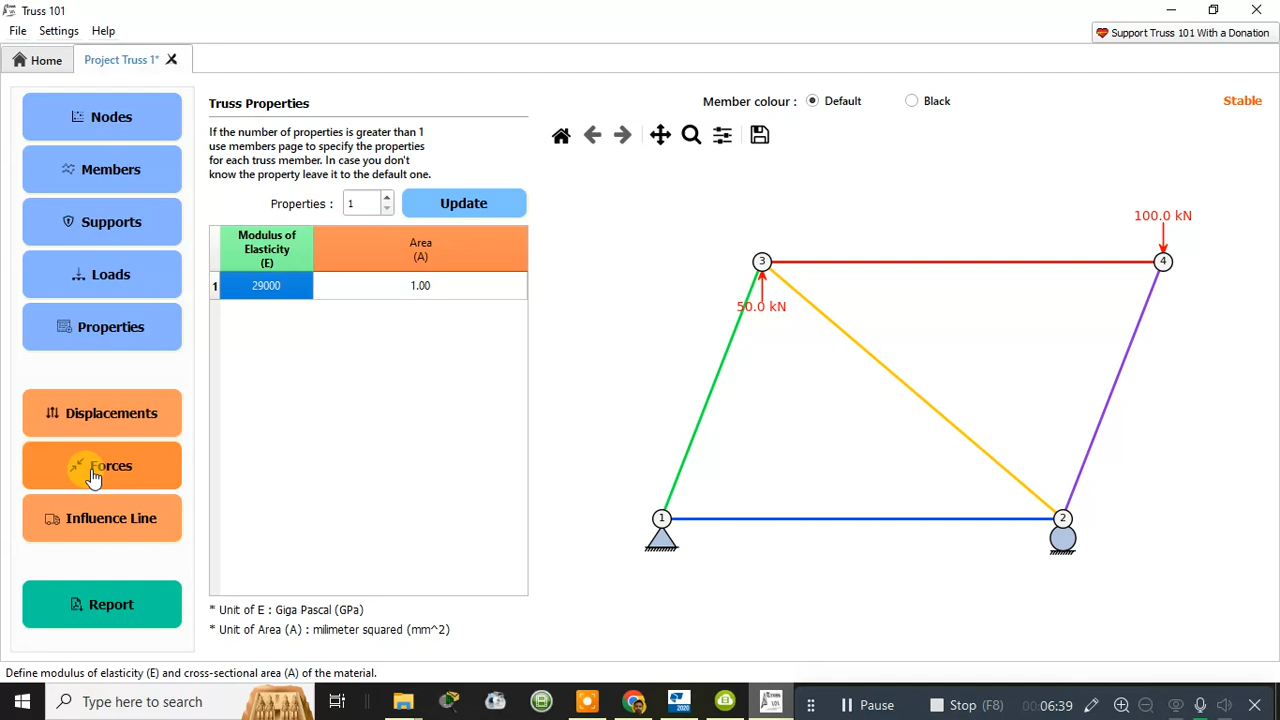 Truss 101
File Settings Help
Support Truss 101 With a Donation
Home Project Truss 1*
Nodes
Members
Supports
Loads
Properties
Displacements
Forces
Influence Line
Report
Truss Properties
If the number of properties is greater than 1
use members page to specify the properties
for each truss member. In case you don't
know the property leave it to the default one.
Properties : 1 Update
Modulus of
Elasticity
(E)
Area
(A)
1 29000 1.00
* Unit of E : Giga Pascal (GPa)
* Unit of Area (A) : milimeter squared (mm^2)
Member colour : Default Black
Stable
100.0 kN
3
4
50.0 kN
1
2
Define modulus of elasticity (E) and cross-sectional area (A) of the material.
Type here to search
2020
Pause
Stop (F8)
00:06:39